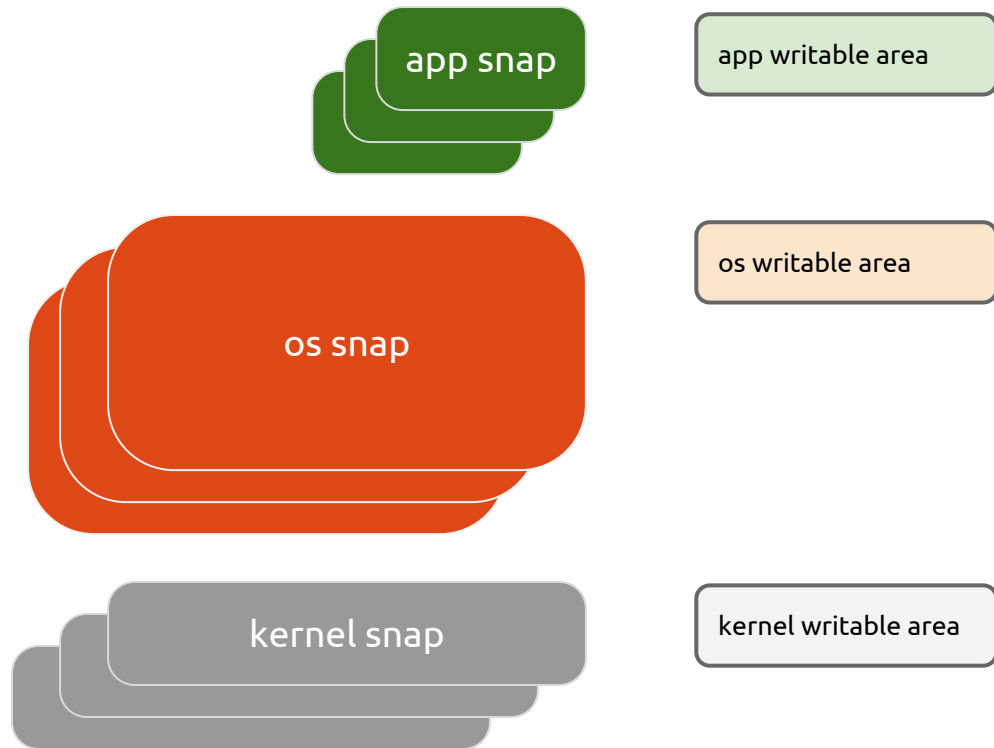 app snap
app writable area
os snap
os writable area
kernel snap
kernel writable area